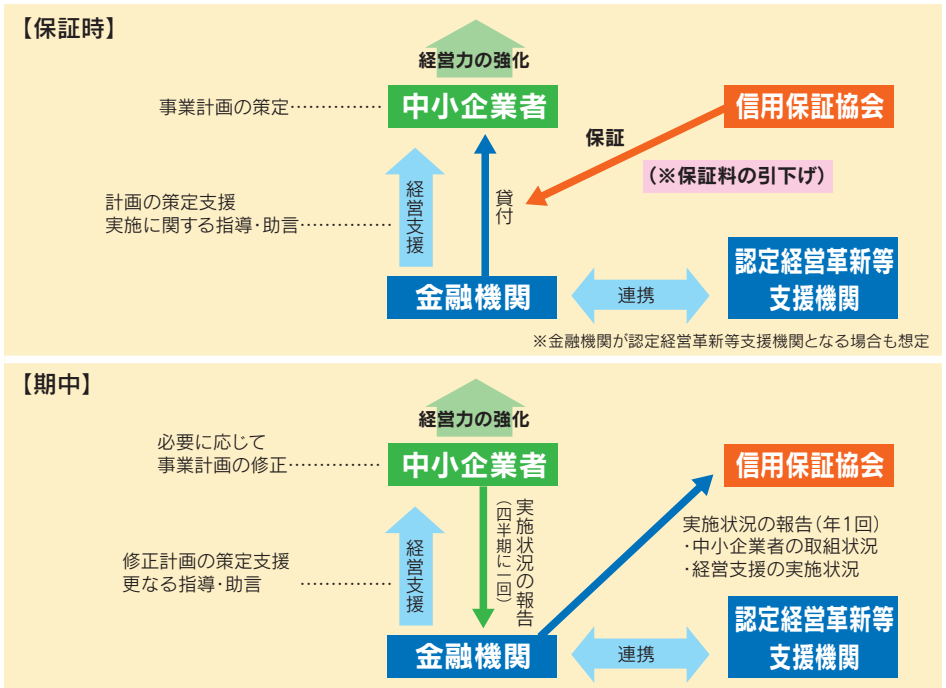 【保証時】
経営力の強化
事業計画の策定……………
中小企業者
信用保証協会
保証
(※保証料の引下げ)
計画の策定支援
実施に関する指導・助言……………
経営支援
貸付
金融機関
連携
認定経営革新等
支援機関
※金融機関が認定経営革新等支援機関となる場合も想定
【期中】
経営力の強化
必要に応じて
事業計画の修正……………
中小企業者
信用保証協会
実施状況の報告
(四半期に一回)
実施状況の報告(年1回)
・中小企業者の取組状況
・経営支援の実施状況
修正計画の策定支援
更なる指導・助言……………
経営支援
金融機関
連携
認定経営革新等
支援機関